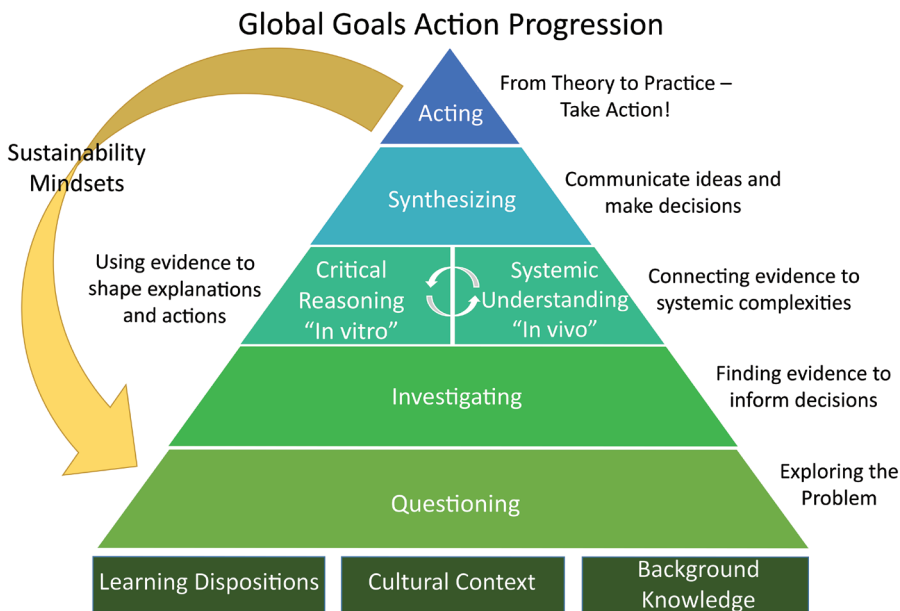 Global Goals Action Progression
Acting
From Theory to Practice –
Take Action!
Sustainability
Mindsets
Synthesizing
Communicate ideas and
make decisions
Using evidence to
shape explanations
and actions
Critical
Reasoning
“In vitro”
Systemic
Understanding
“In vivo”
Connecting evidence to
systemic complexities
Investigating
Finding evidence to
inform decisions
Questioning
Exploring the
Problem
Learning Dispositions
Cultural Context
Background
Knowledge